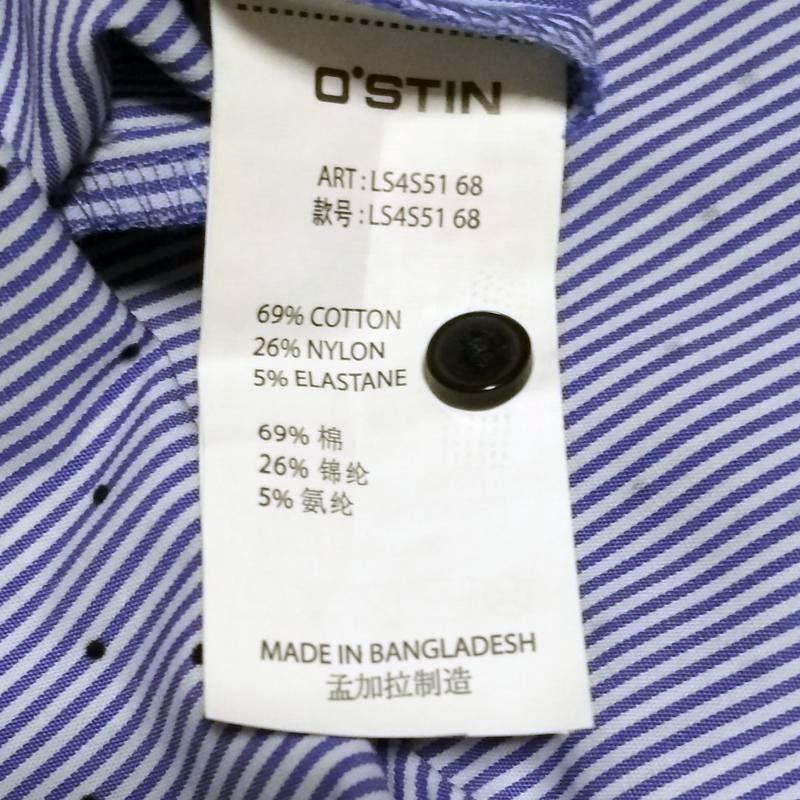 O'STIN
ART : LS4S51 68
款号 : LS4S51 68
69% COTTON
26% NYLON
5% ELASTANE
69% 棉
26% 锦纶
5% 氨纶
MADE IN BANGLADESH
孟加拉制造